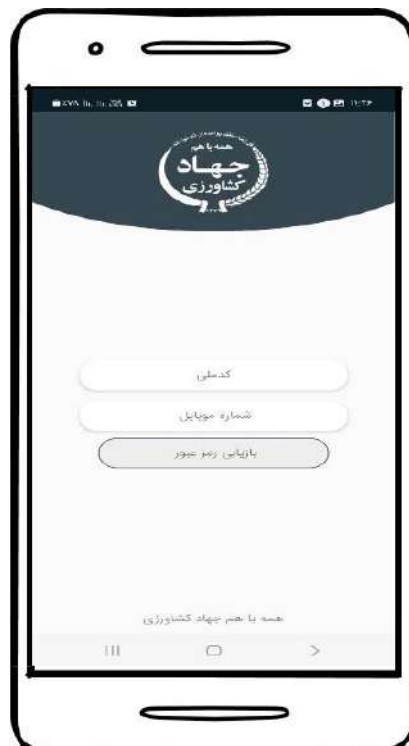 همه با هم
جهاد
کشاورزی
کدملی
شماره موبایل
بازیابی رمز عبور
همه با هم جهاد کشاورزی